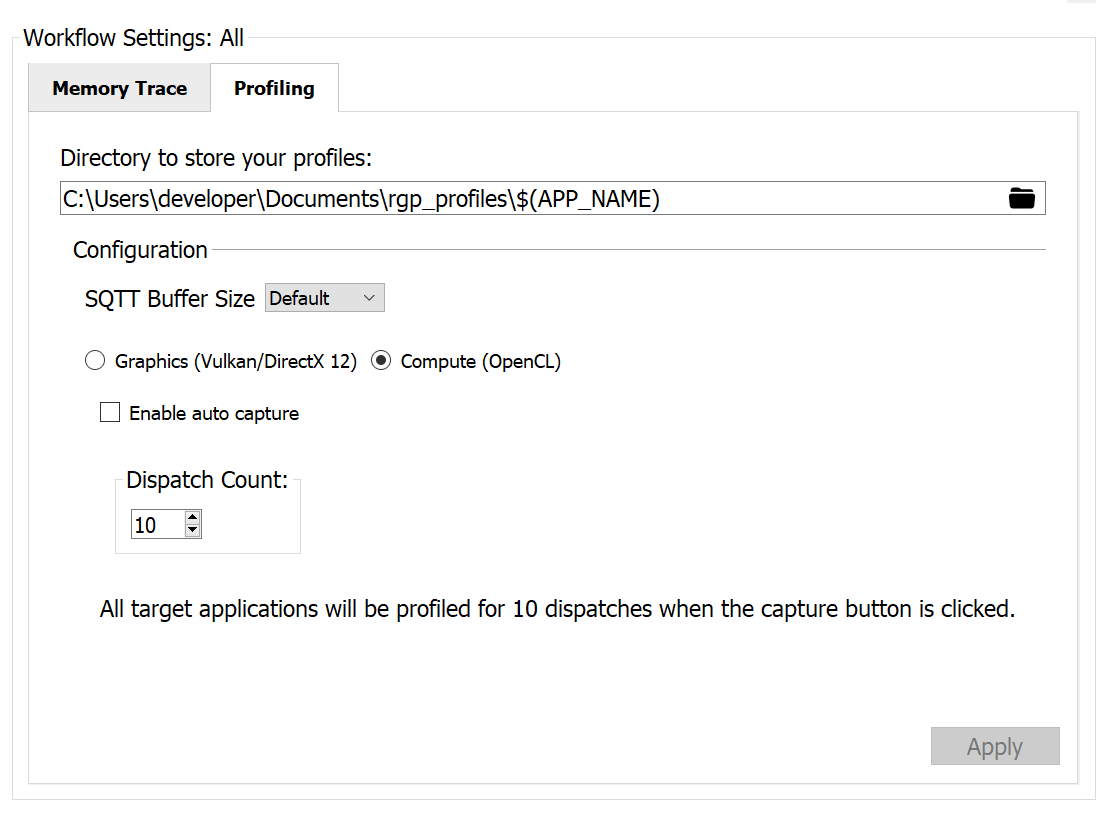 Workflow Settings: All
Memory Trace Profiling
Directory to store your profiles:
C:\Users\developer\Documents\rgp_profiles\$(APP_NAME)
Configuration
SQTT Buffer Size Default
Graphics (Vulkan/DirectX 12) Compute (OpenCL)
Enable auto capture
Dispatch Count:
10
All target applications will be profiled for 10 dispatches when the capture button is clicked.
Apply